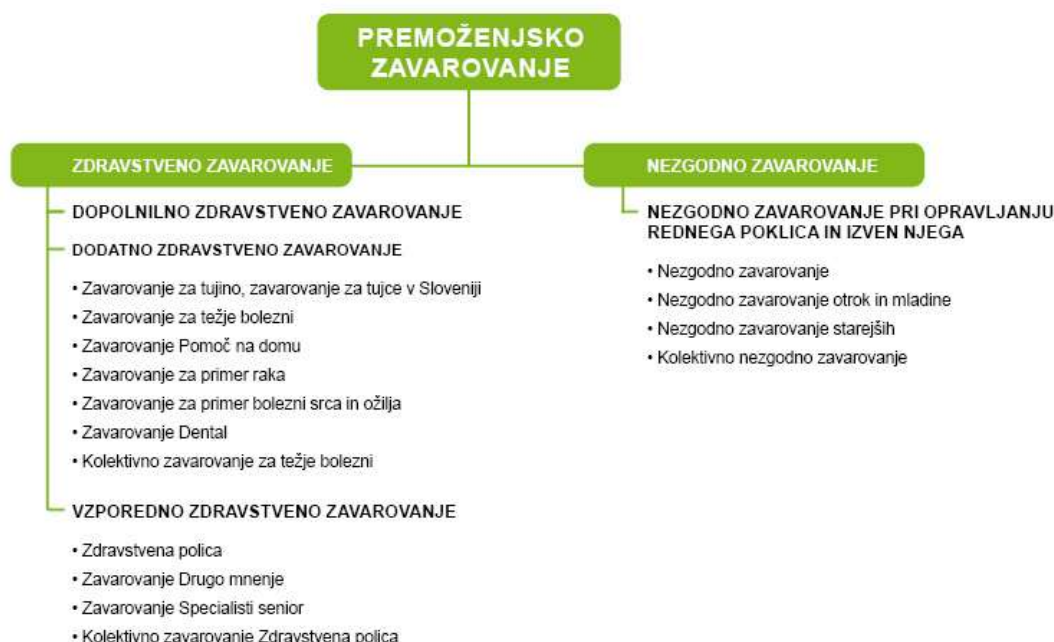 PREMOŽENJSKO
ZAVAROVANJE
ZDRAVSTVENO ZAVAROVANJE
DOPOLNILNO ZDRAVSTVENO ZAVAROVANJE
DODATNO ZDRAVSTVENO ZAVAROVANJE
• Zavarovanje za tujino, zavarovanje za tujce v Sloveniji
• Zavarovanje za težje bolezni
• Zavarovanje Pomoč na domu
• Zavarovanje za primer raka
• Zavarovanje za primer bolezni srca in ožilja
• Zavarovanje Dental
• Kolektivno zavarovanje za težje bolezni
VZPOREDNO ZDRAVSTVENO ZAVAROVANJE
• Zdravstvena polica
• Zavarovanje Drugo mnenje
• Zavarovanje Specialisti senior
• Kolektivno zavarovanje Zdravstvena polica
NEZGODNO ZAVAROVANJE
NEZGODNO ZAVAROVANJE PRI OPRAVLJANJU
REDNEGA POKLICA IN IZVEN NJEGA
• Nezgodno zavarovanje
• Nezgodno zavarovanje otrok in mladine
• Nezgodno zavarovanje starejših
• Kolektivno nezgodno zavarovanje